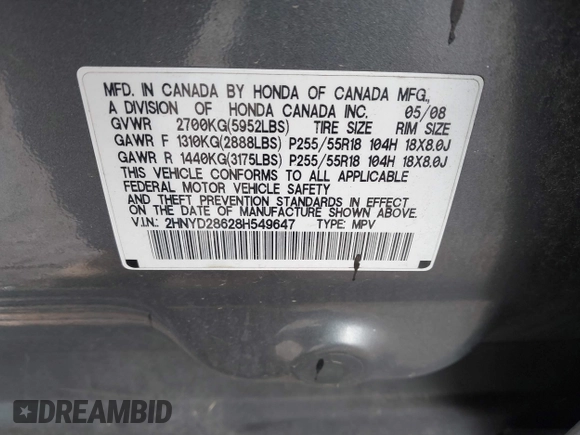 MFD. IN CANADA BY HONDA OF CANADA MFG.,
A DIVISION OF HONDA CANADA INC. 05/08
GVWR 2700KG(5952LBS) TIRE SIZE RIM SIZE
GAWR F 1310KG(2888LBS) P255/55R18 104H 18X8.0J
GAWR R 1440KG(3175LBS) P255/55R18 104H 18X8.0J
THIS VEHICLE CONFORMS TO ALL APPLICABLE
FEDERAL MOTOR VEHICLE SAFETY
AND THEFT PREVENTION STANDARDS IN EFFECT
ON THE DATE OF MANUFACTURE SHOWN ABOVE.
V.I.N.: 2HNYD28628H549647 TYPE: MPV
DREAMBID